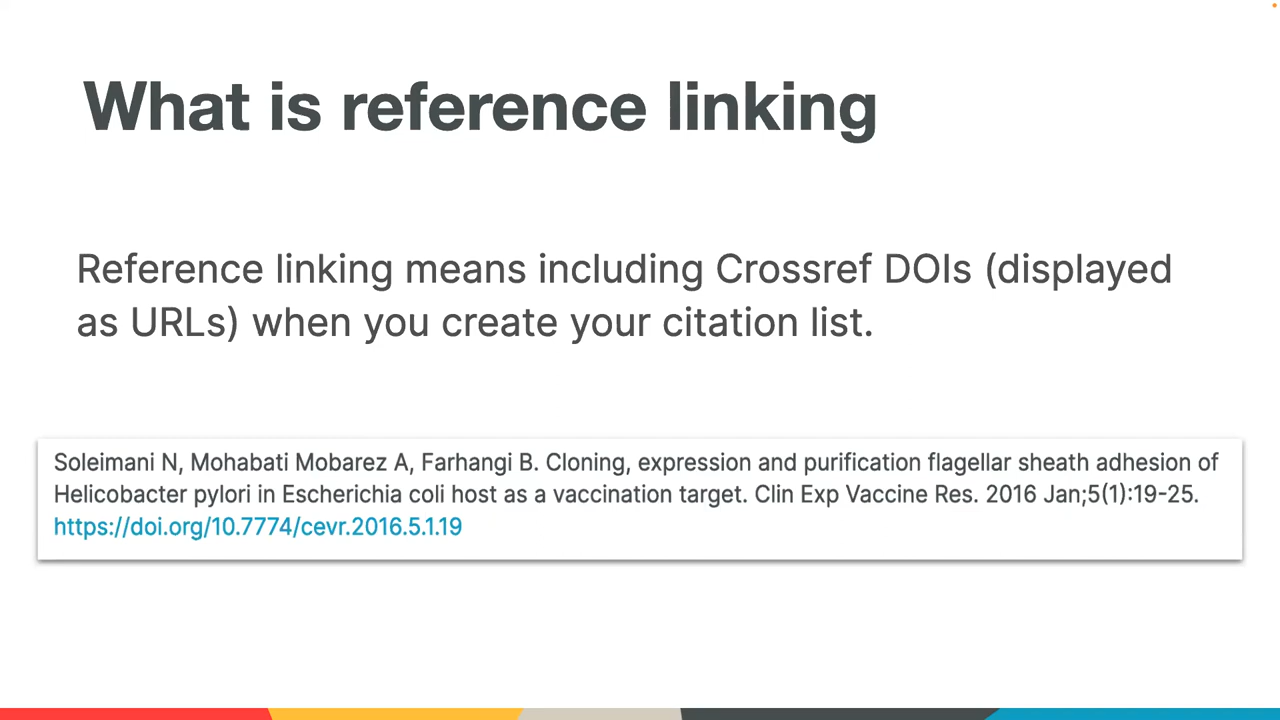 What is reference linking
Reference linking means including Crossref DOIs (displayed
as URLs) when you create your citation list.
Soleimani N, Mohabati Mobarez A, Farhangi B. Cloning, expression and purification flagellar sheath adhesion of
Helicobacter pylori in Escherichia coli host as a vaccination target. Clin Exp Vaccine Res. 2016 Jan;5(1):19-25.
https://doi.org/10.7774/cevr.2016.5.1.19